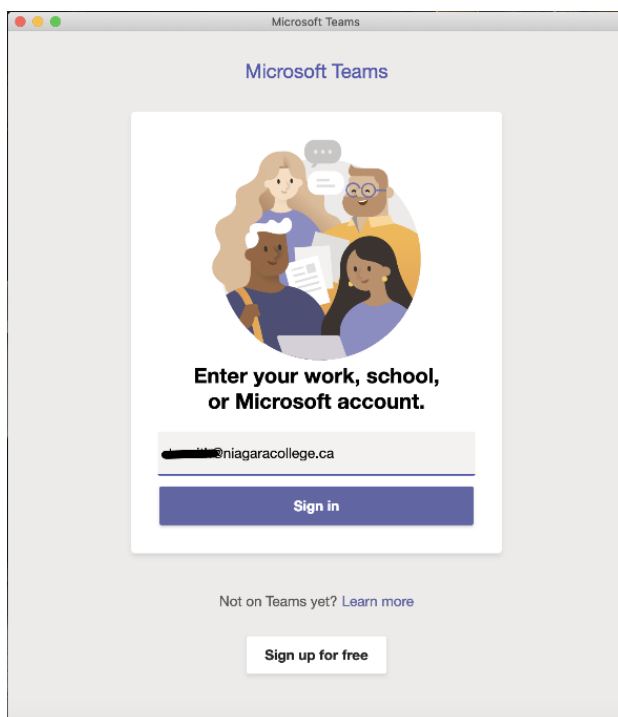 Microsoft Teams
Microsoft Teams
Enter your work, school,
or Microsoft account.
@niagaracollege.ca
Sign in
Not on Teams yet? Learn more
Sign up for free